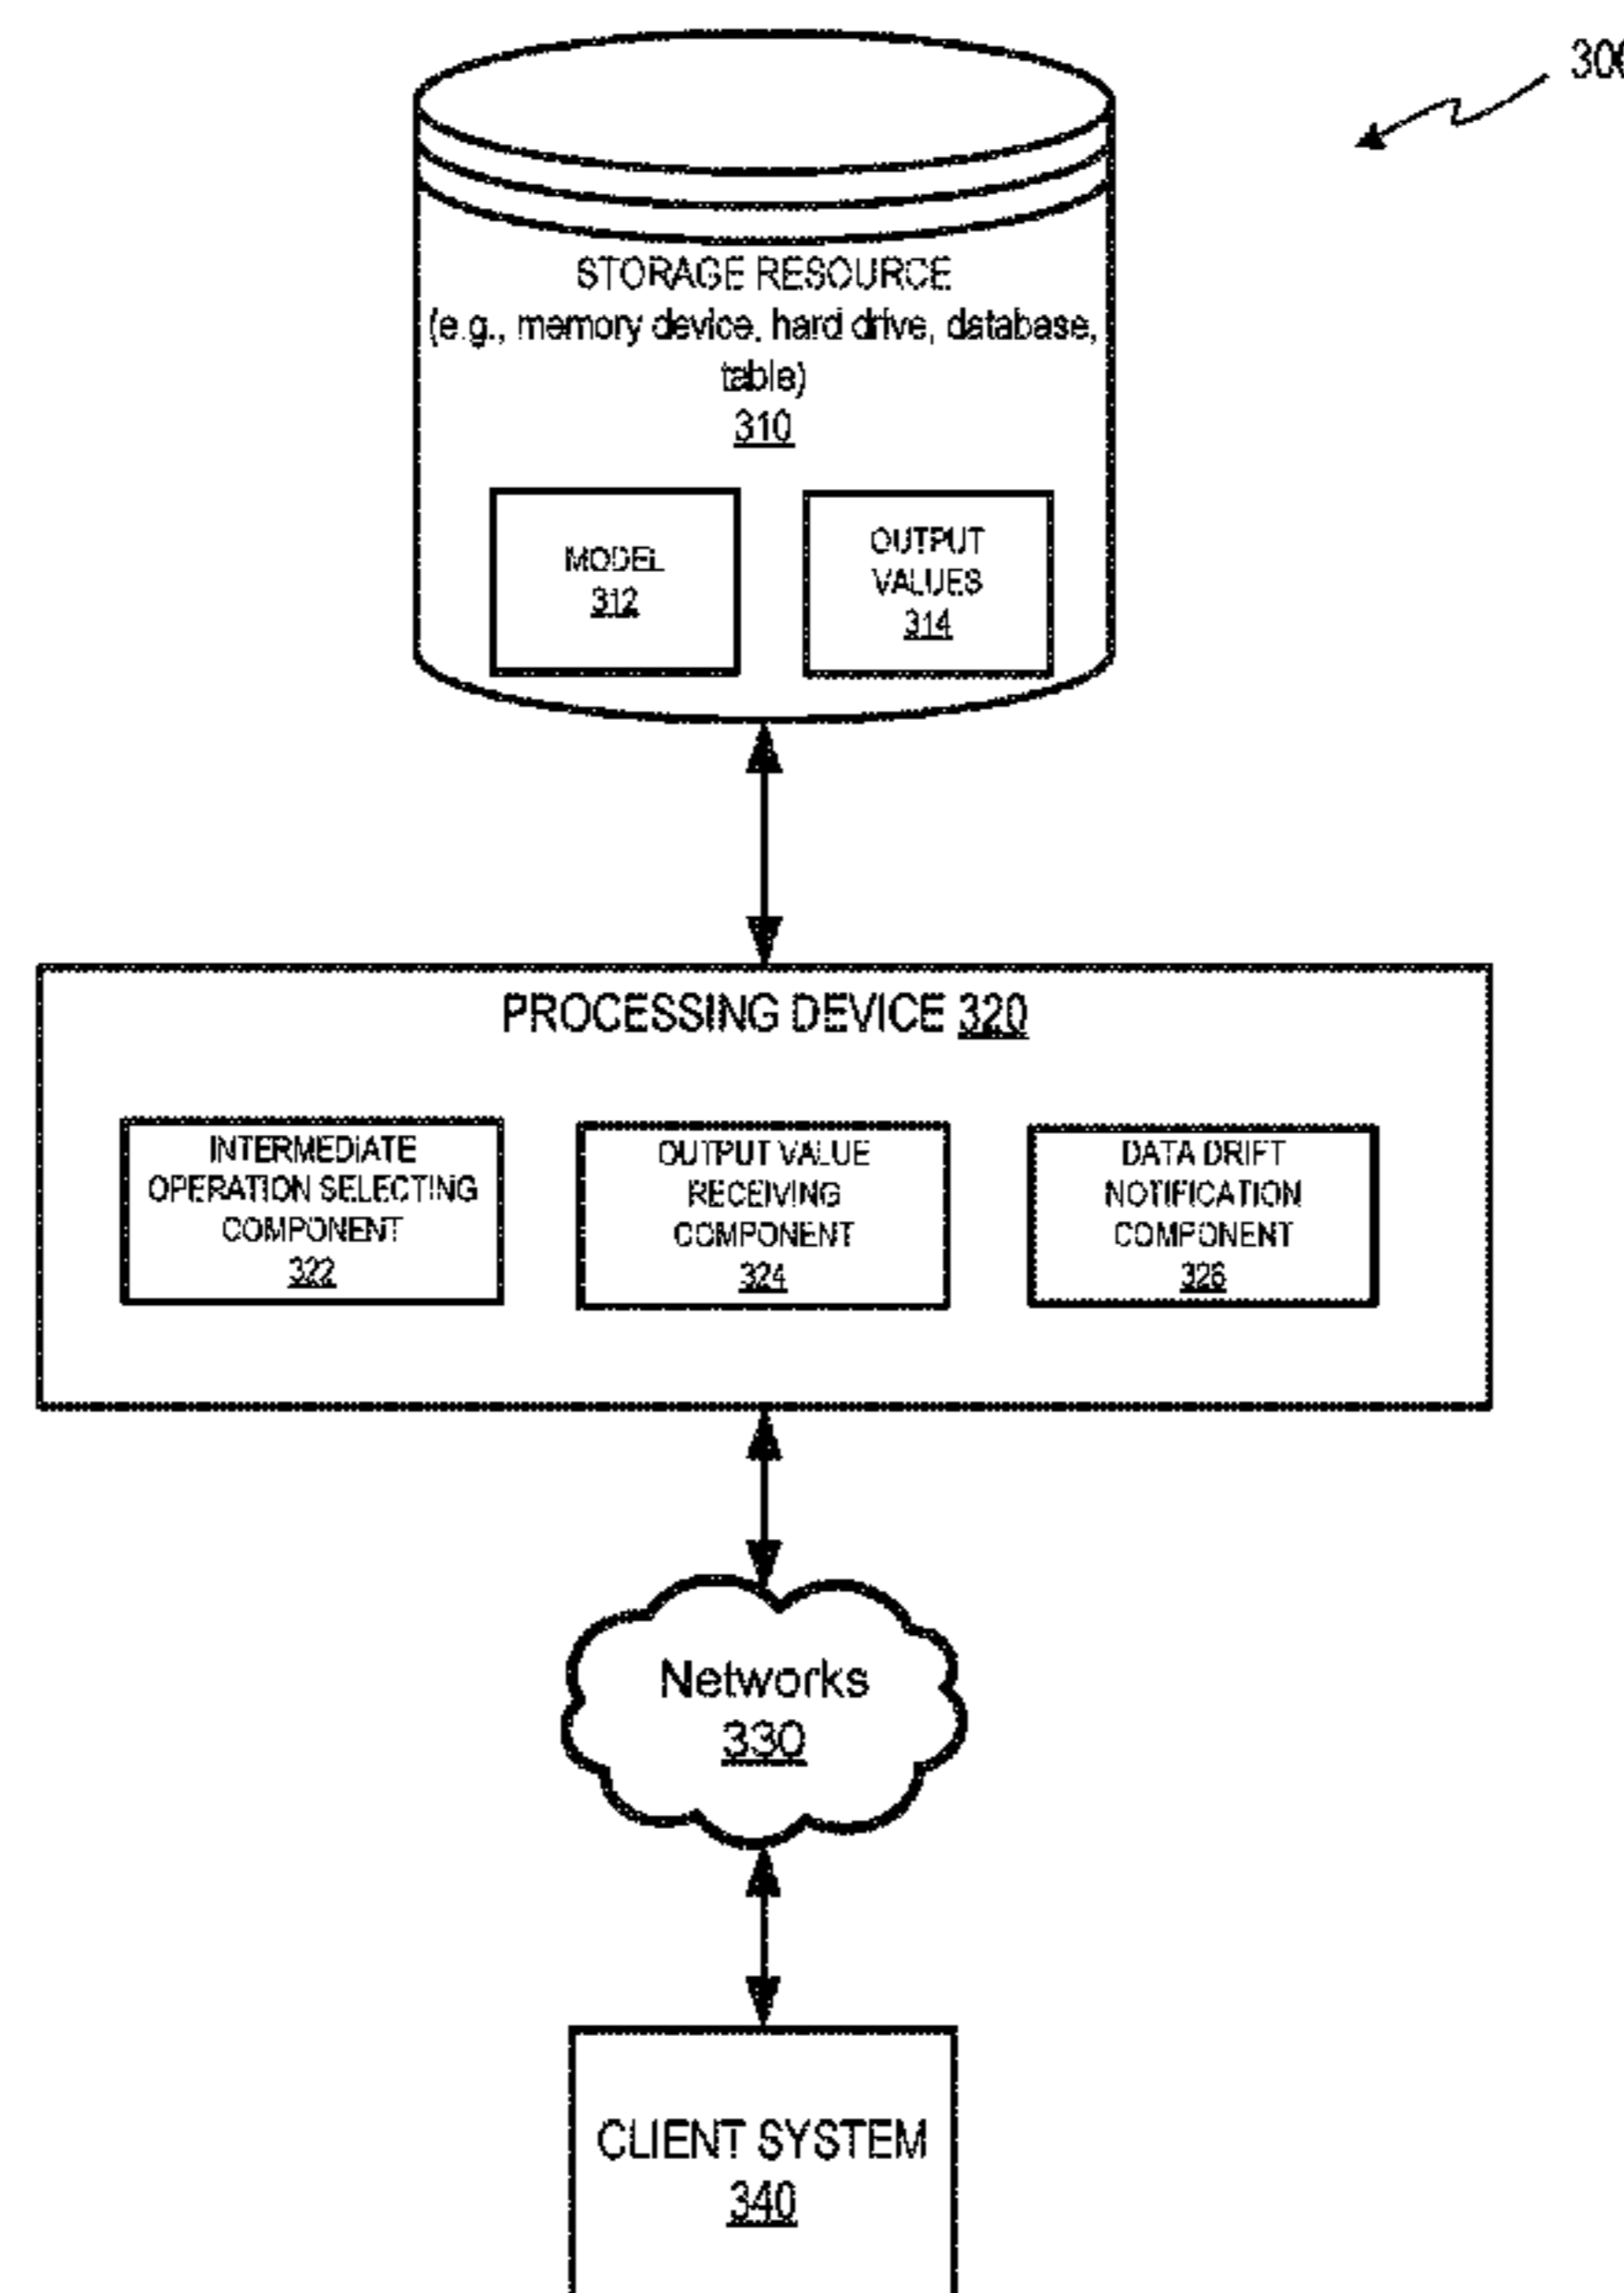 300
STORAGE RESOURCE
(e.g., memory device, hard drive, database,
table)
310
MODEL
312
OUTPUT
VALUES
314
PROCESSING DEVICE 320
INTERMEDIATE
OPERATION SELECTING
COMPONENT
322
OUTPUT VALUE
RECEIVING
COMPONENT
324
DATA DRIFT
NOTIFICATION
COMPONENT
326
Networks
330
CLIENT SYSTEM
340